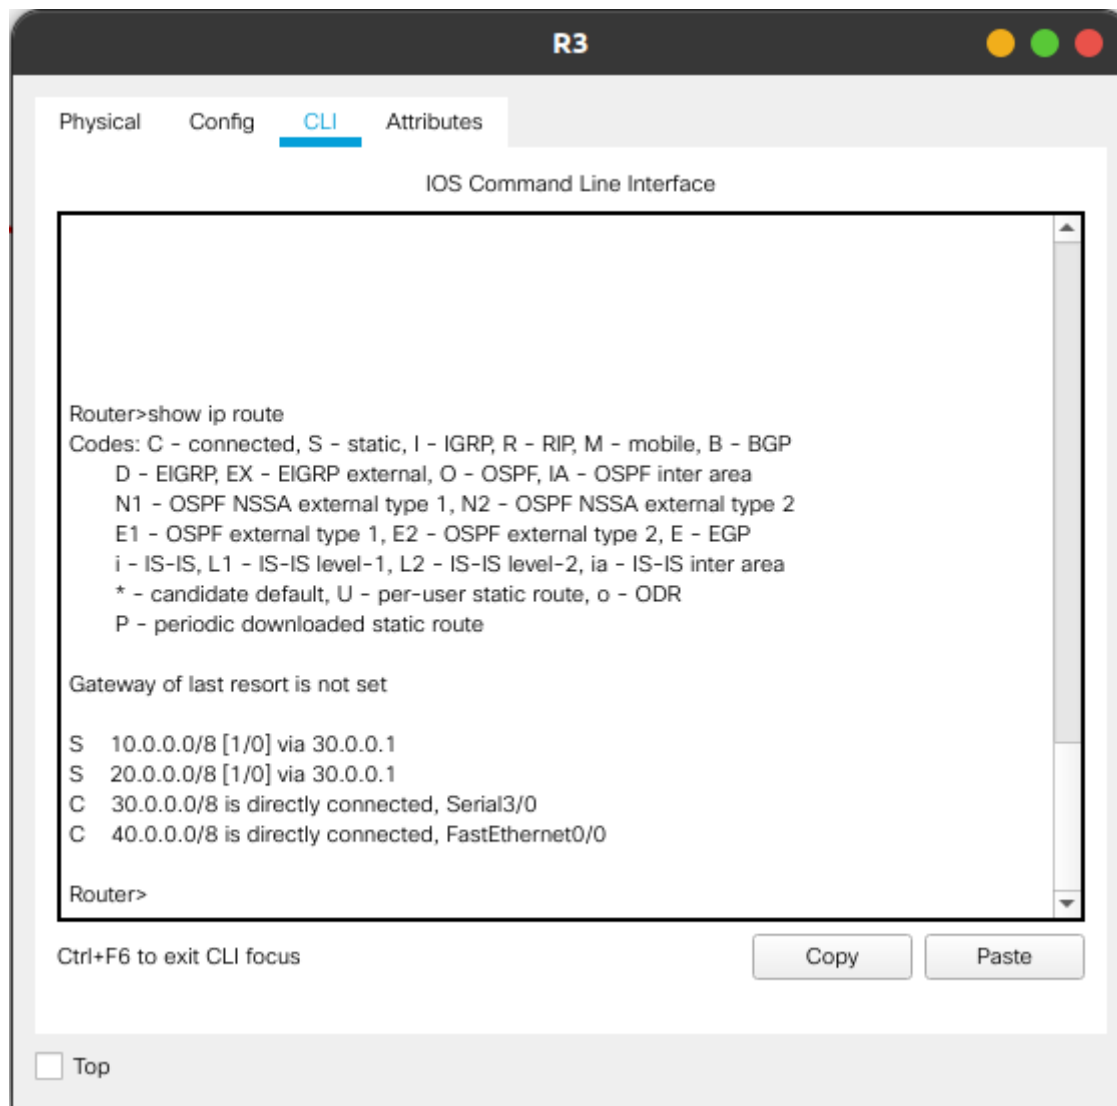 R3
Physical Config CLI Attributes
IOS Command Line Interface
Router>show ip route
Codes: C - connected, S - static, I - IGRP, R - RIP, M - mobile, B - BGP
D - EIGRP, EX - EIGRP external, O - OSPF, IA - OSPF inter area
N1 - OSPF NSSA external type 1, N2 - OSPF NSSA external type 2
E1 - OSPF external type 1, E2 - OSPF external type 2, E - EGP
i - IS-IS, L1 - IS-IS level-1, L2 - IS-IS level-2, ia - IS-IS inter area
* - candidate default, U - per-user static route, o - ODR
P - periodic downloaded static route
Gateway of last resort is not set
S 10.0.0.0/8 [1/0] via 30.0.0.1
S 20.0.0.0/8 [1/0] via 30.0.0.1
C 30.0.0.0/8 is directly connected, Serial3/0
C 40.0.0.0/8 is directly connected, FastEthernet0/0
Router>
Ctrl+F6 to exit CLI focus Copy Paste
Top